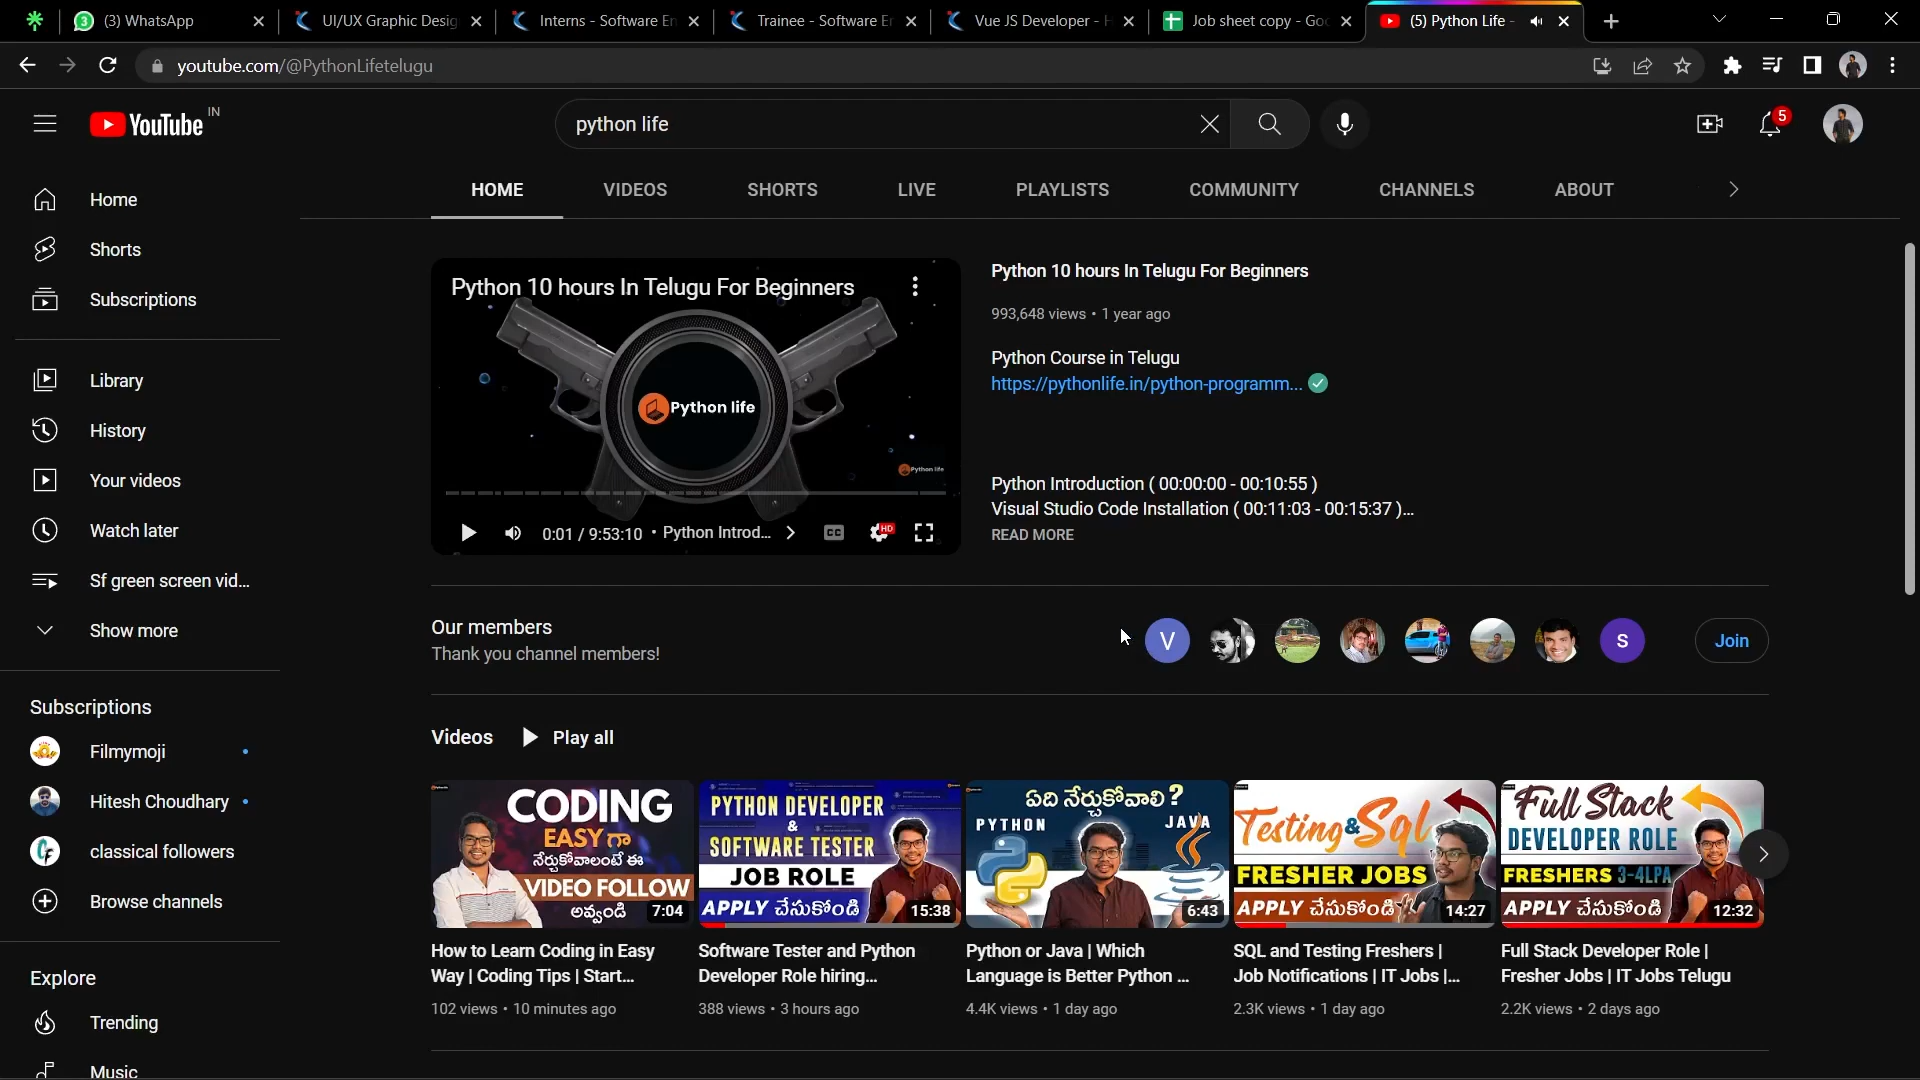 (3) WhatsApp
UI/UX Graphic Desig
Interns - Software En
Trainee - Software En
Vue JS Developer - H
Job sheet copy - Goo
(5) Python Life -
youtube.com/@PythonLifetelugu
YouTube IN
python life
5
Home
Shorts
Subscriptions
Library
History
Your videos
Watch later
Sf green screen vid...
Show more
Subscriptions
Filmymoji
Hitesh Choudhary
classical followers
Browse channels
Explore
Trending
Music
HOME VIDEOS SHORTS LIVE PLAYLISTS COMMUNITY CHANNELS ABOUT
Python 10 hours In Telugu For Beginners
Python life
Python life
0:01 / 9:53:10 • Python Introd...
CC
HD
Python 10 hours In Telugu For Beginners
993,648 views • 1 year ago
Python Course in Telugu
https://pythonlife.in/python-programm...
Python Introduction ( 00:00:00 - 00:10:55 )
Visual Studio Code Installation ( 00:11:03 - 00:15:37 )...
READ MORE
Our members
Thank you channel members!
V
S
Join
Videos Play all
CODING
EASY గా
నేర్చుకోవాలంటే ఈ
VIDEO FOLLOW
అవ్వండి
7:04
How to Learn Coding in Easy
Way | Coding Tips | Start...
102 views • 10 minutes ago
PYTHON DEVELOPER
&
SOFTWARE TESTER
JOB ROLE
APPLY చేసుకోండి
15:38
Software Tester and Python
Developer Role hiring...
388 views • 3 hours ago
ఏది నేర్చుకోవాలి?
PYTHON
JAVA
6:43
Python or Java | Which
Language is Better Python ...
4.4K views • 1 day ago
Testing & Sql
FRESHER JOBS
APPLY చేసుకోండి
14:27
SQL and Testing Freshers |
Job Notifications | IT Jobs |...
2.3K views • 1 day ago
Full Stack
DEVELOPER ROLE
FRESHERS 3-4LPA
APPLY చేసుకోండి
12:32
Full Stack Developer Role |
Fresher Jobs | IT Jobs Telugu
2.2K views • 2 days ago